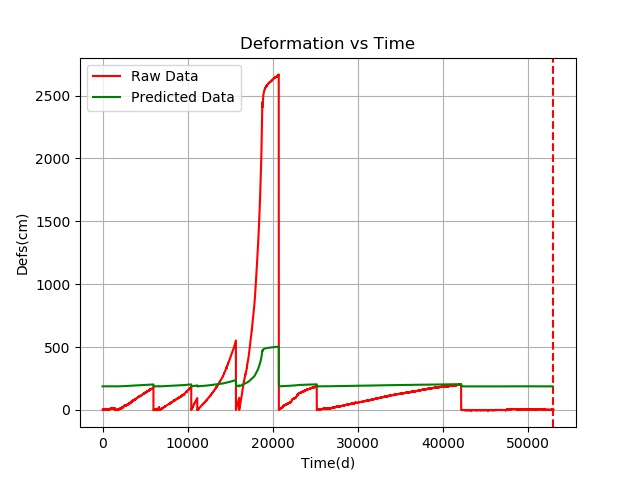 Deformation vs Time
Raw Data
Predicted Data
2500
2000
1500
1000
500
0
Defs(cm)
0 10000 20000 30000 40000 50000
Time(d)